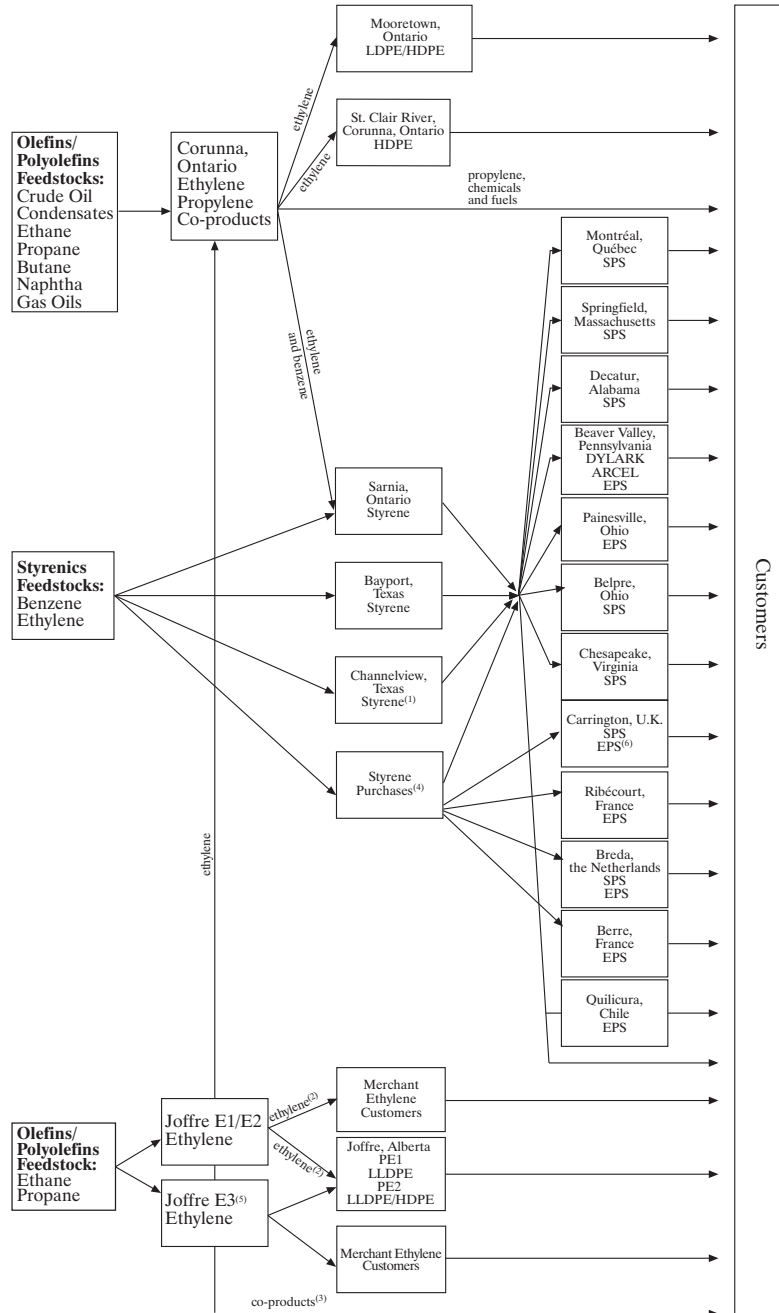 Mooretown,
Ontario
LDPE/HDPE
ethylene
St. Clair River,
Corunna, Ontario
HDPE
ethylene
Olefins/
Polyolefins
Feedstocks:
Crude Oil
Condensates
Ethane
Propane
Butane
Naphtha
Gas Oils
Corunna,
Ontario
Ethylene
Propylene
Co-products
propylene,
chemicals
and fuels
Montréal,
Québec
SPS
Springfield,
Massachusetts
SPS
ethylene
and benzene
Decatur,
Alabama
SPS
Beaver Valley,
Pennsylvania
DYLARK
ARCEL
EPS
Sarnia,
Ontario
Styrene
Painesville,
Ohio
EPS
Styrenics
Feedstocks:
Benzene
Ethylene
Bayport,
Texas
Styrene
Belpre,
Ohio
SPS
Customers
Channelview,
Texas
Styrene(1)
Chesapeake,
Virginia
SPS
Carrington, U.K.
SPS
EPS(6)
Styrene
Purchases(4)
Ribécourt,
France
EPS
ethylene
Breda,
the Netherlands
SPS
EPS
Berre,
France
EPS
Quilicura,
Chile
EPS
Olefins/
Polyolefins
Feedstock:
Ethane
Propane
Joffre E1/E2
Ethylene
ethylene(2)
ethylene(2)
Merchant
Ethylene
Customers
Joffre, Alberta
PE1
LLDPE
PE2
LLDPE/HDPE
Joffre E3(5)
Ethylene
Merchant Ethylene
Customers
co-products(3)